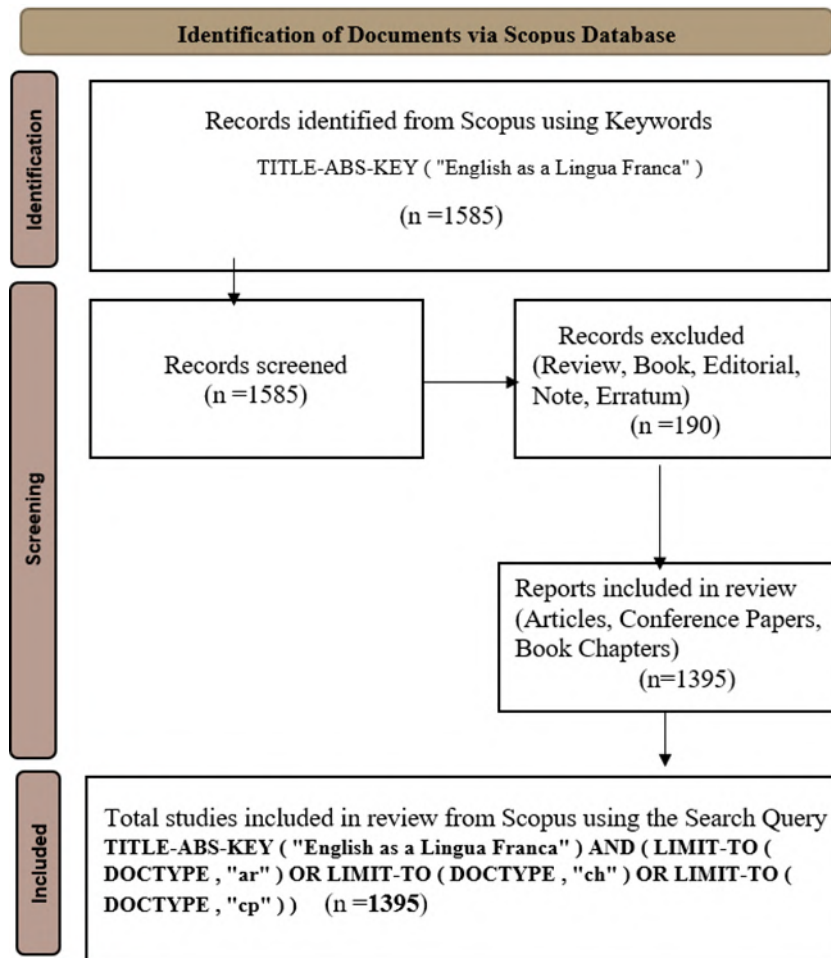 Identification of Documents via Scopus Database
Identification
Records identified from Scopus using Keywords
TITLE-ABS-KEY ( "English as a Lingua Franca" )
(n =1585)
Screening
Records screened
(n =1585)
Records excluded
(Review, Book, Editorial,
Note, Erratum)
(n =190)
Reports included in review
(Articles, Conference Papers,
Book Chapters)
(n=1395)
Included
Total studies included in review from Scopus using the Search Query
TITLE-ABS-KEY ( "English as a Lingua Franca" ) AND ( LIMIT-TO (
DOCTYPE , "ar" ) OR LIMIT-TO ( DOCTYPE , "ch" ) OR LIMIT-TO (
DOCTYPE , "cp" ) ) (n =1395)